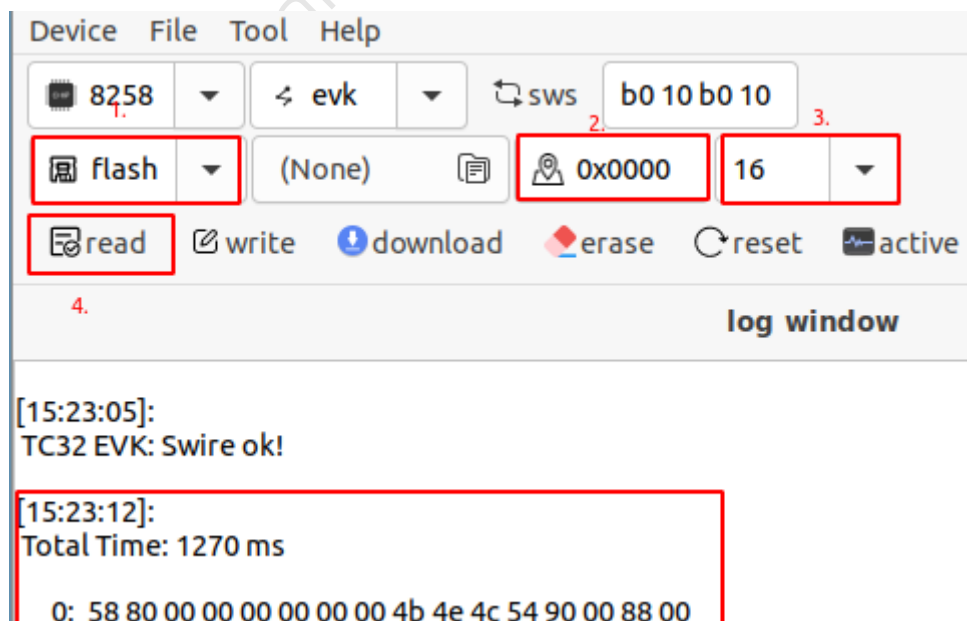 Device File Tool Help
8258 evk sws b0 10 b0 10
1. 2. 3.
flash (None) 0x0000 16
read write download erase reset active
4.
log window
[15:23:05]:
TC32 EVK: Swire ok!
[15:23:12]:
Total Time: 1270 ms
0: 58 80 00 00 00 00 00 00 4b 4e 4c 54 90 00 88 00